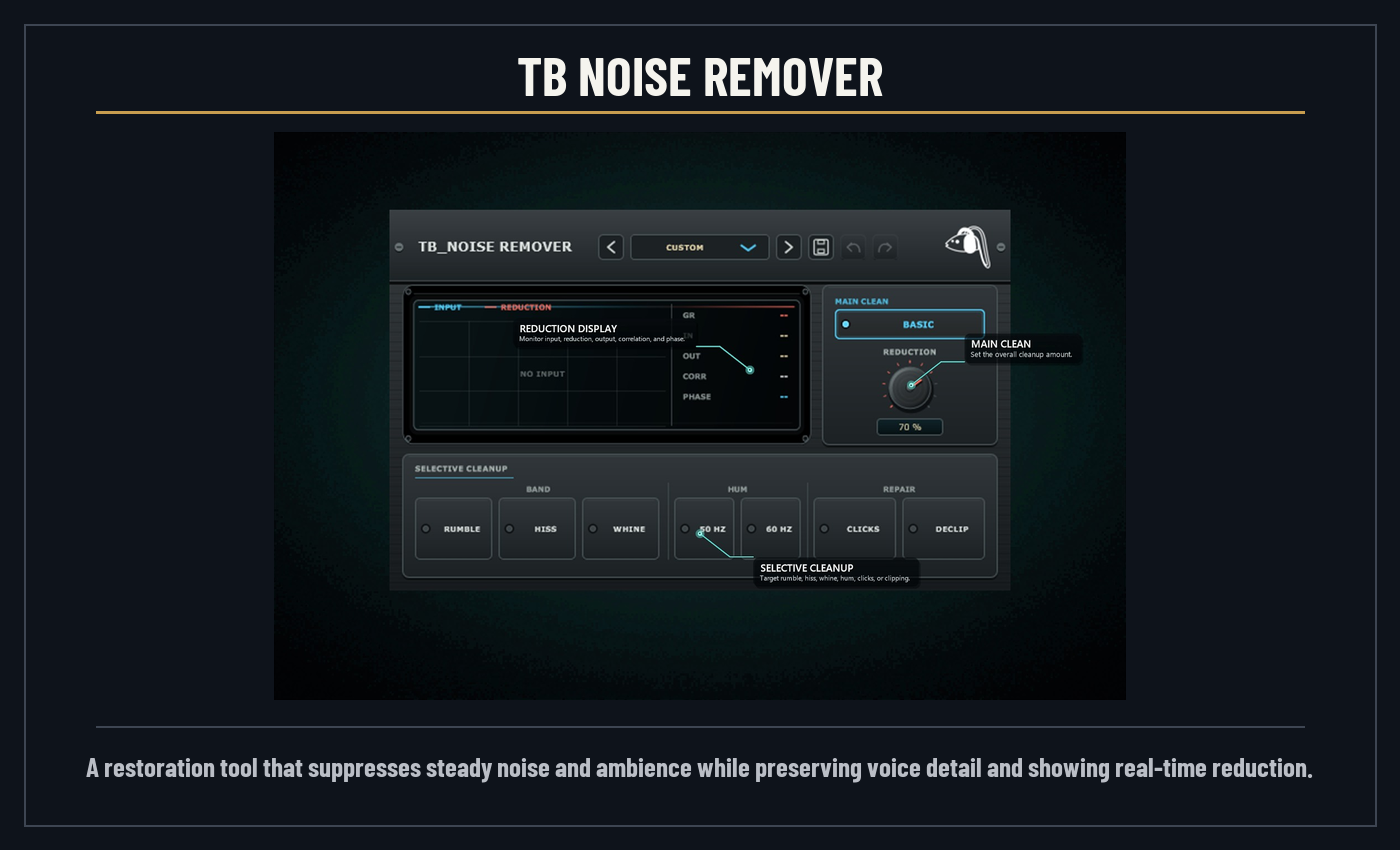 TB NOISE REMOVER
TB_NOISE REMOVER
CUSTOM
INPUT
REDUCTION
NO INPUT
REDUCTION DISPLAY
Monitor input, reduction, output, correlation, and phase.
GR --
IN --
OUT --
CORR --
PHASE --
MAIN CLEAN
BASIC
REDUCTION
70 %
MAIN CLEAN
Set the overall cleanup amount.
SELECTIVE CLEANUP
BAND
HUM
REPAIR
RUMBLE
HISS
WHINE
50 HZ
60 HZ
CLICKS
DECLIP
SELECTIVE CLEANUP
Target rumble, hiss, whine, hum, clicks, or clipping.
A restoration tool that suppresses steady noise and ambience while preserving voice detail and showing real-time reduction.